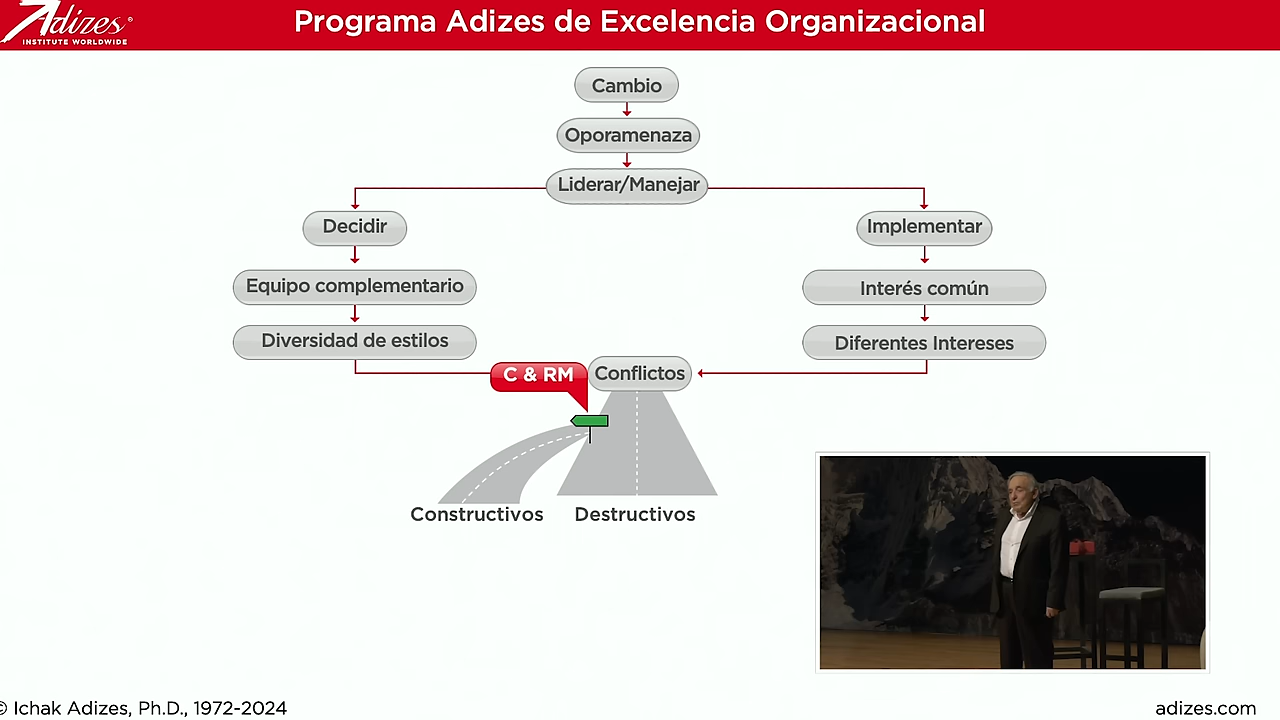 Adizes®
INSTITUTE WORLDWIDE
Programa Adizes de Excelencia Organizacional
Cambio
Oporamenaza
Liderar/Manejar
Decidir
Implementar
Equipo complementario
Interés común
Diversidad de estilos
Diferentes Intereses
C & RM
Conflictos
Constructivos
Destructivos
© Ichak Adizes, Ph.D., 1972-2024
adizes.com